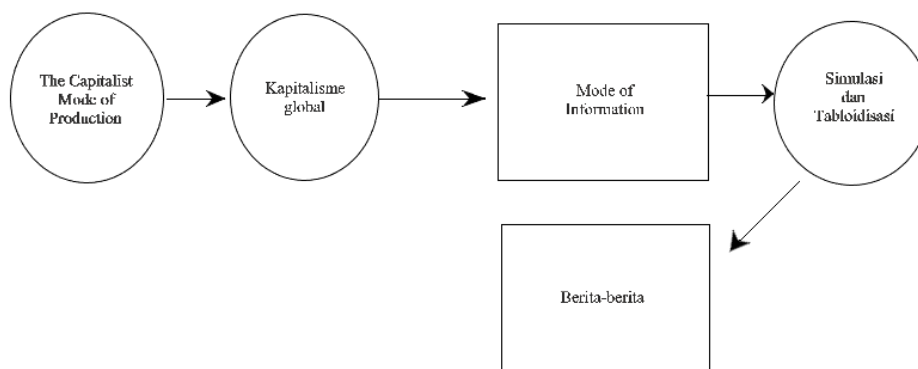 The Capitalist
Mode of
Production
Kapitalisme
global
Mode of
Information
Simulasi
dan
Tabloidisasi
Berita-berita